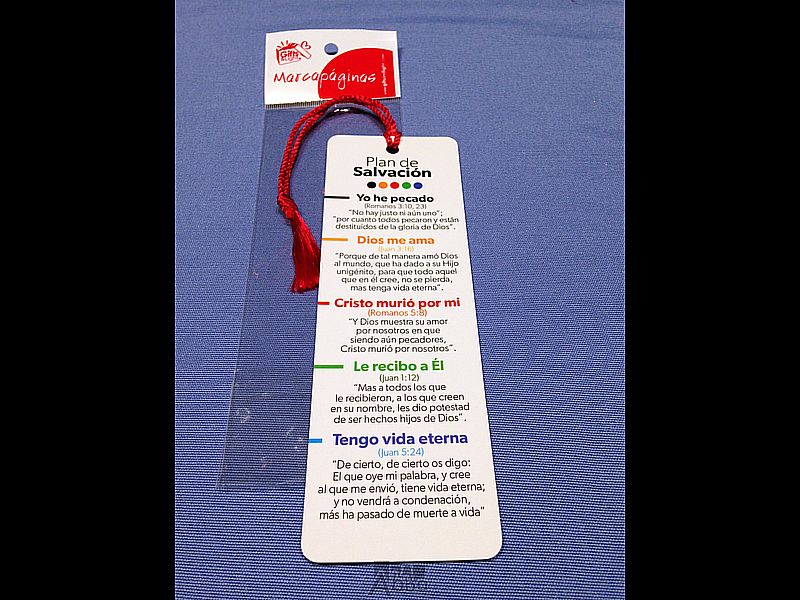 Gifts
Marcapáginas
Plan de
Salvación
Yo he pecado
(Romanos 3:10, 23)
"No hay justo ni aún uno";
"por cuanto todos pecaron y están
destituidos de la gloria de Dios".
Dios me ama
(Juan 3:16)
"Porque de tal manera amó Dios
al mundo, que ha dado a su Hijo
unigénito, para que todo aquel
que en él cree, no se pierda,
mas tenga vida eterna".
Cristo murió por mi
(Romanos 5:8)
"Y Dios muestra su amor
por nosotros en que
siendo aún pecadores,
Cristo murió por nosotros".
Le recibo a Él
(Juan 1:12)
"Mas a todos los que
le recibieron, a los que creen
en su nombre, les dio potestad
de ser hechos hijos de Dios".
Tengo vida eterna
(Juan 5:24)
"De cierto, de cierto os digo:
El que oye mi palabra, y cree
al que me envió, tiene vida eterna;
y no vendrá a condenación,
más ha pasado de muerte a vida"